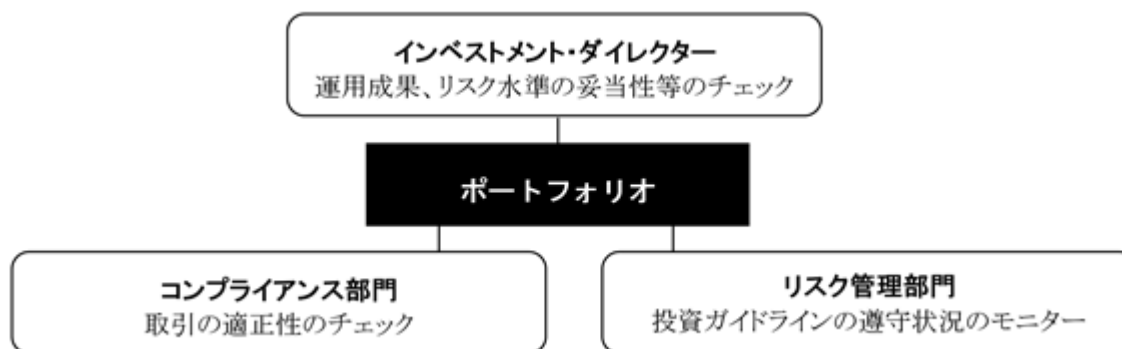 インベストメント・ダイレクター
運用成果、リスク水準の妥当性等のチェック
ポートフォリオ
コンプライアンス部門
取引の適正性のチェック
リスク管理部門
投資ガイドラインの遵守状況のモニター